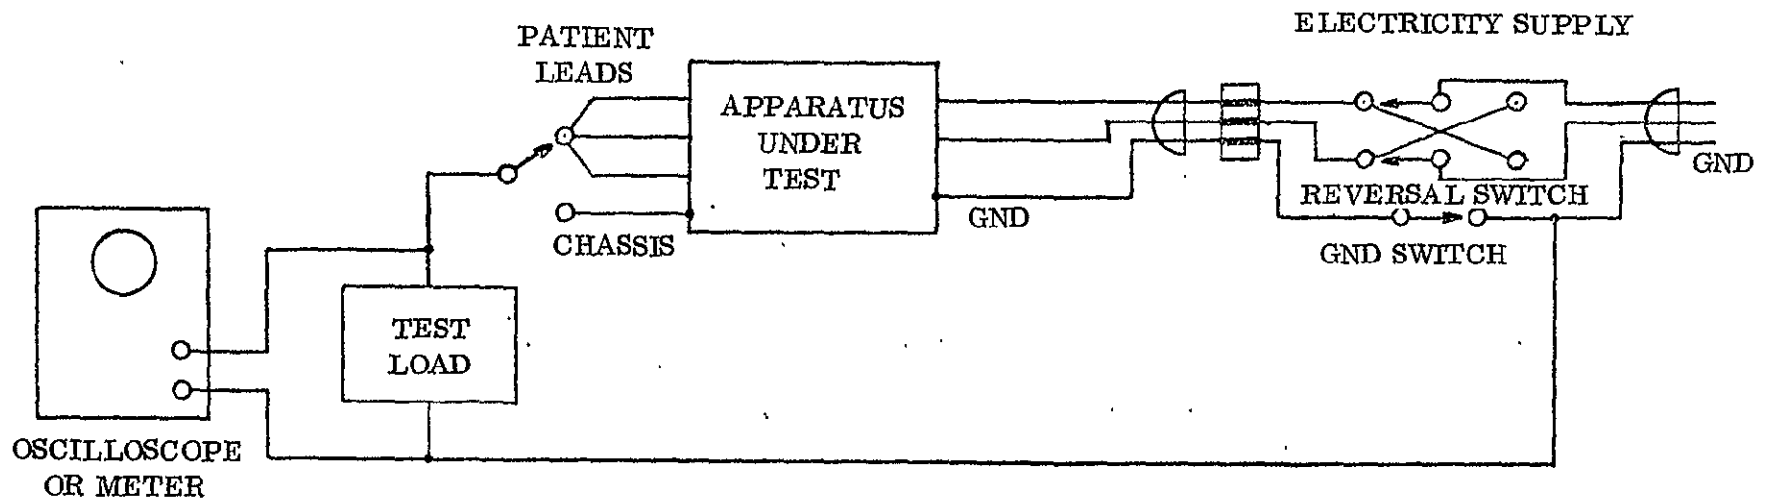 ELECTRICITY SUPPLY
PATIENT
LEADS
APPARATUS
UNDER
TEST
GND
GND
REVERSAL SWITCH
CHASSIS
GND SWITCH
TEST
LOAD
OSCILLOSCOPE
OR METER